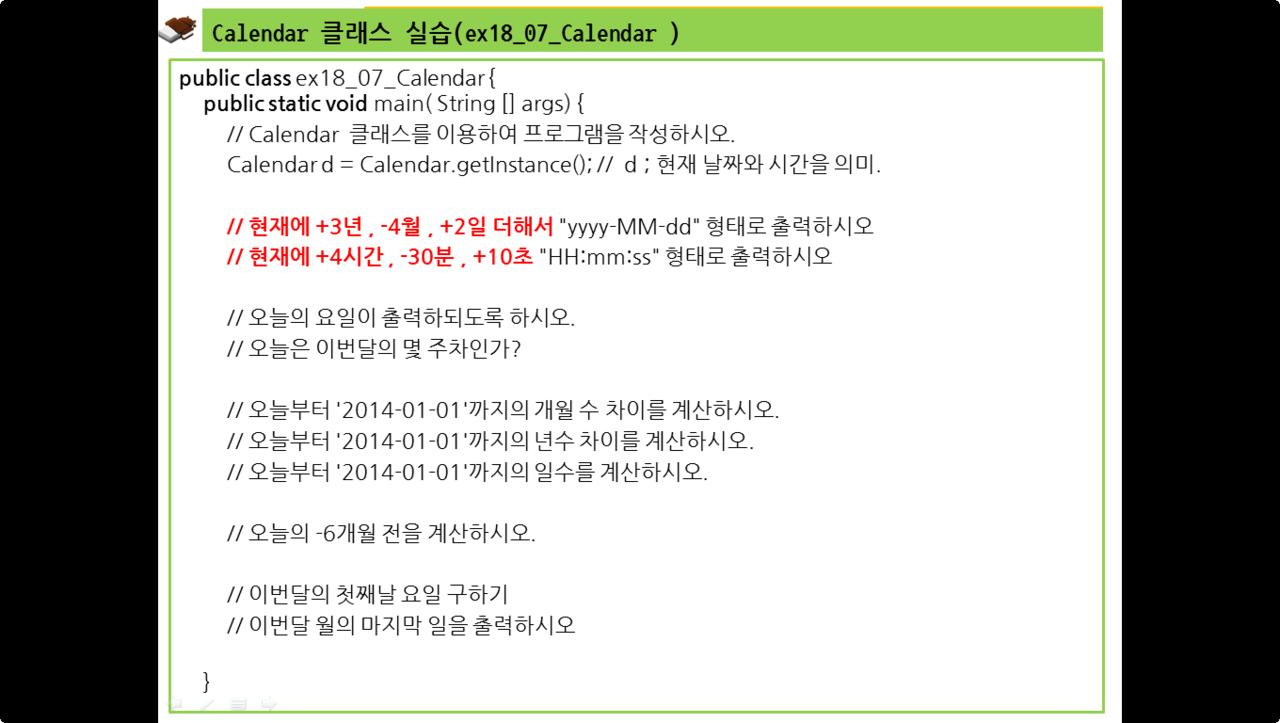 Calendar 클래스 실습(ex18_07_Calendar )
public class ex18_07_Calendar {
public static void main( String [] args) {
// Calendar 클래스를 이용하여 프로그램을 작성하시오.
Calendar d = Calendar.getInstance(); // d ; 현재 날짜와 시간을 의미.
// 현재에 +3년 , -4월 , +2일 더해서 "yyyy-MM-dd" 형태로 출력하시오
// 현재에 +4시간 , -30분 , +10초 "HH:mm:ss" 형태로 출력하시오
// 오늘의 요일이 출력하되도록 하시오.
// 오늘은 이번달의 몇 주차인가?
// 오늘부터 '2014-01-01'까지의 개월 수 차이를 계산하시오.
// 오늘부터 '2014-01-01'까지의 년수 차이를 계산하시오.
// 오늘부터 '2014-01-01'까지의 일수를 계산하시오.
// 오늘의 -6개월 전을 계산하시오.
// 이번달의 첫째날 요일 구하기
// 이번달 월의 마지막 일을 출력하시오
}